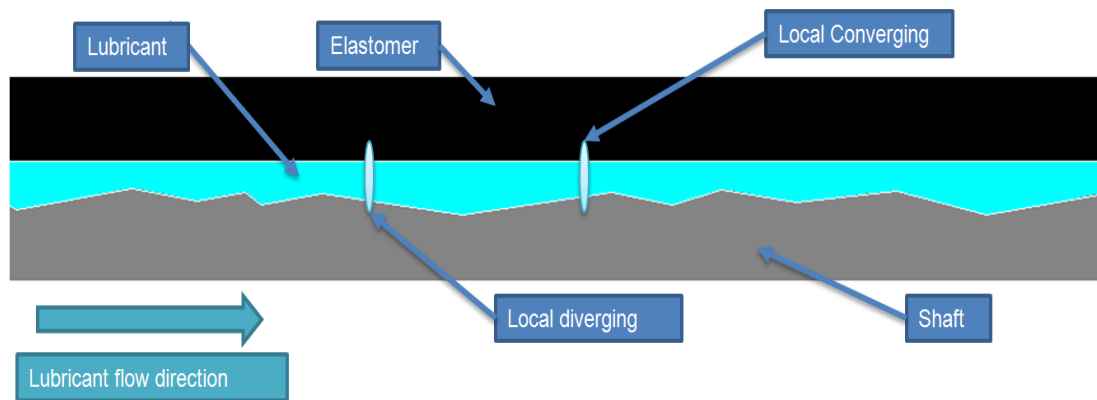 Lubricant
Elastomer
Local Converging
Local diverging
Shaft
Lubricant flow direction